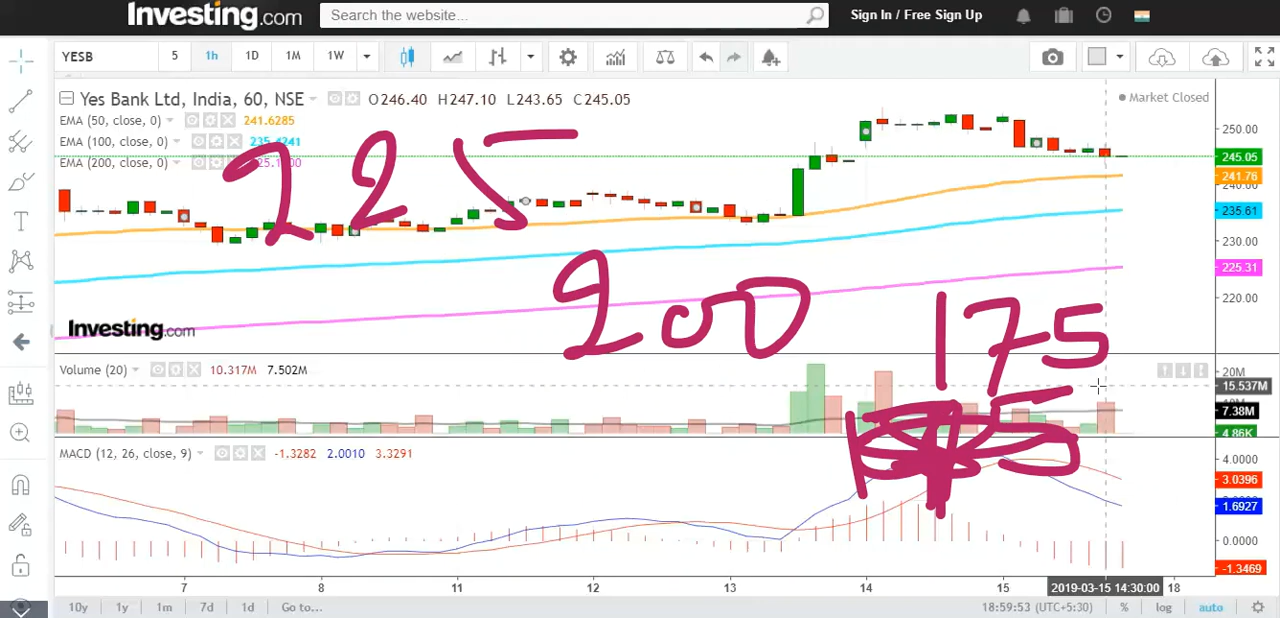 Investing.com
Search the website...
Sign In / Free Sign Up
YESB
5
1h
1D
1M
1W
Yes Bank Ltd, India, 60, NSE
O246.40 H247.10 L243.65 C245.05
Market Closed
EMA (50, close, 0)
241.6285
EMA (100, close, 0)
EMA (200, close, 0)
225
200
175
250.00
245.05
241.76
240.00
235.61
230.00
225.31
220.00
Investing.com
Volume (20)
10.317M 7.502M
20M
15.537M
7.38M
4.86K
MACD (12, 26, close, 9)
-1.3282 2.0010 3.3291
4.0000
3.0396
1.6927
0.0000
-1.3469
7 8 11 12 13 14 15 2019-03-15 14:30:00 18
10y 1y 1m 7d 1d Go to...
18:59:53 (UTC+5:30) % log auto